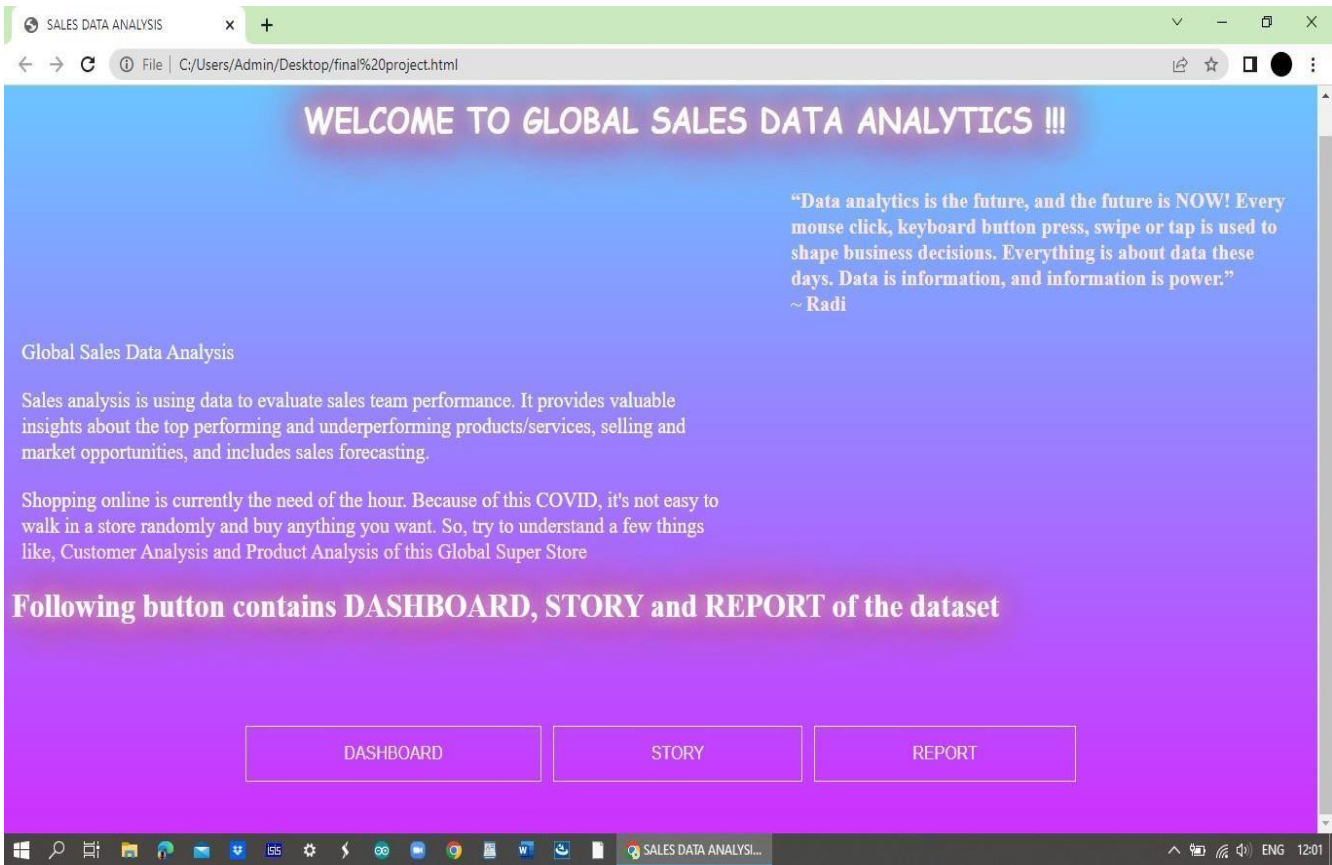 SALES DATA ANALYSIS
File | C:/Users/Admin/Desktop/final%20project.html
WELCOME TO GLOBAL SALES DATA ANALYTICS !!!
“Data analytics is the future, and the future is NOW! Every
mouse click, keyboard button press, swipe or tap is used to
shape business decisions. Everything is about data these
days. Data is information, and information is power.”
~ Radi
Global Sales Data Analysis
Sales analysis is using data to evaluate sales team performance. It provides valuable
insights about the top performing and underperforming products/services, selling and
market opportunities, and includes sales forecasting.
Shopping online is currently the need of the hour. Because of this COVID, it's not easy to
walk in a store randomly and buy anything you want. So, try to understand a few things
like, Customer Analysis and Product Analysis of this Global Super Store
Following button contains DASHBOARD, STORY and REPORT of the dataset
DASHBOARD
STORY
REPORT
SALES DATA ANALYSI...
ENG 12:01